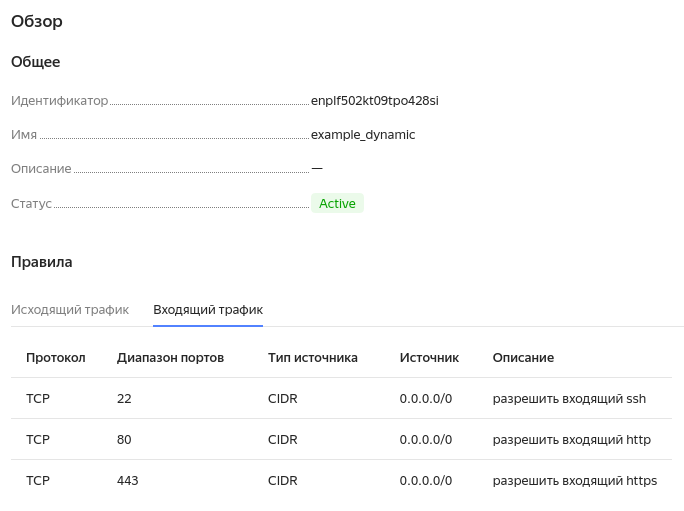 Обзор
Общее
Идентификатор enplf502kt09tpo428si
Имя example_dynamic
Описание —
Статус Active
Правила
Исходящий трафик Входящий трафик
Протокол Диапазон портов Тип источника Источник Описание
TCP 22 CIDR 0.0.0.0/0 разрешить входящий ssh
TCP 80 CIDR 0.0.0.0/0 разрешить входящий http
TCP 443 CIDR 0.0.0.0/0 разрешить входящий https